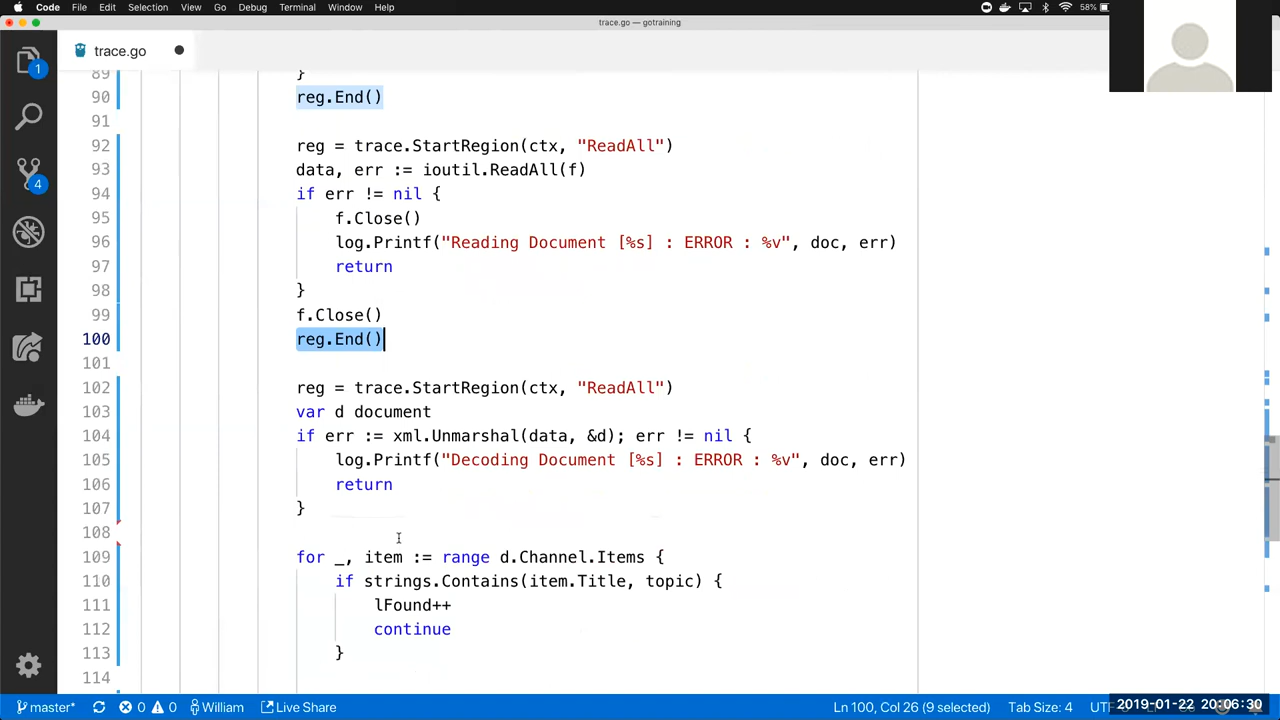 Code File Edit Selection View Go Debug Terminal Window Help 58%
trace.go — gotraining
trace.go
1
4
89 }
90 reg.End()
91
92 reg = trace.StartRegion(ctx, "ReadAll")
93 data, err := ioutil.ReadAll(f)
94 if err != nil {
95 f.Close()
96 log.Printf("Reading Document [%s] : ERROR : %v", doc, err)
97 return
98 }
99 f.Close()
100 reg.End()
101
102 reg = trace.StartRegion(ctx, "ReadAll")
103 var d document
104 if err := xml.Unmarshal(data, &d); err != nil {
105 log.Printf("Decoding Document [%s] : ERROR : %v", doc, err)
106 return
107 }
108
109 for _, item := range d.Channel.Items {
110 if strings.Contains(item.Title, topic) {
111 lFound++
112 continue
113 }
114
master* 0 0 William Live Share Ln 100, Col 26 (9 selected) Tab Size: 4
2019-01-22 20:06:30